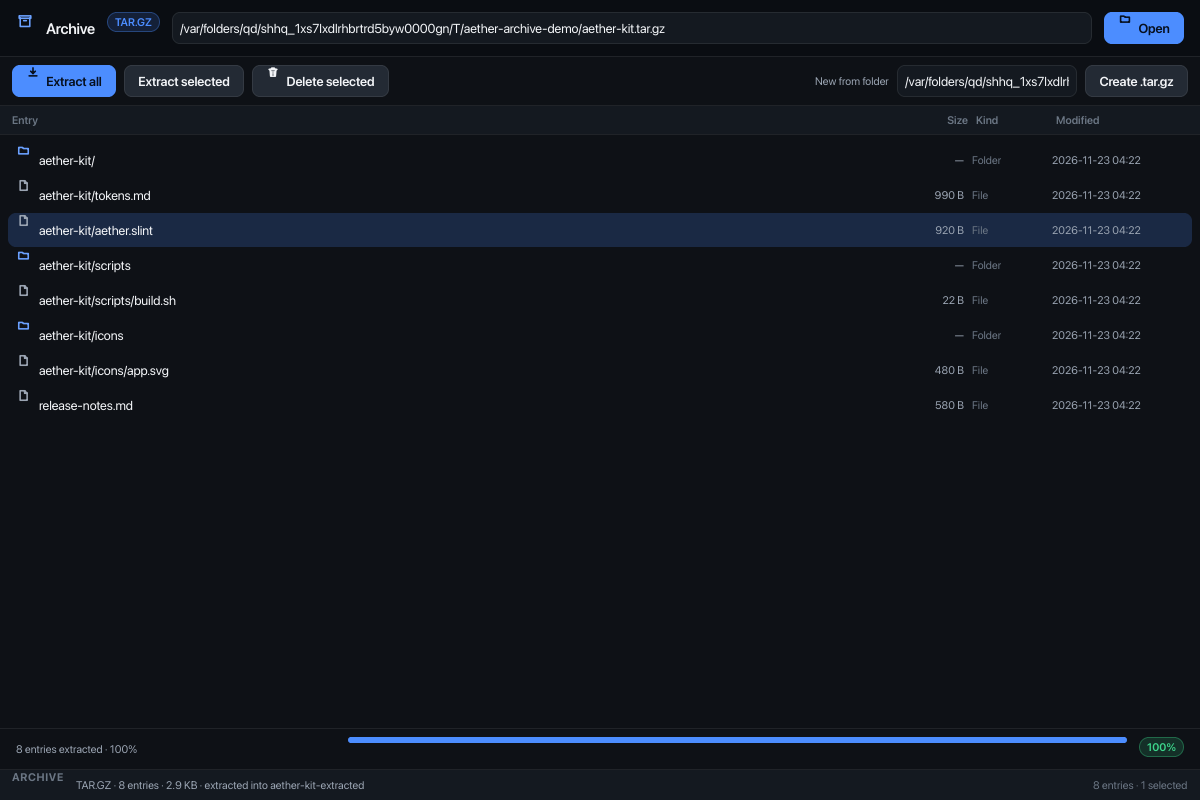 Archive TAR.GZ /var/folders/qd/shhq_1xs7lxdlrhbrtrd5byw0000gn/T/aether-archive-demo/aether-kit.tar.gz Open
Extract all Extract selected Delete selected New from folder /var/folders/qd/shhq_1xs7lxdlrl Create .tar.gz
Entry Size Kind Modified
aether-kit/ — Folder 2026-11-23 04:22
aether-kit/tokens.md 990 B File 2026-11-23 04:22
aether-kit/aether.slint 920 B File 2026-11-23 04:22
aether-kit/scripts — Folder 2026-11-23 04:22
aether-kit/scripts/build.sh 22 B File 2026-11-23 04:22
aether-kit/icons — Folder 2026-11-23 04:22
aether-kit/icons/app.svg 480 B File 2026-11-23 04:22
release-notes.md 580 B File 2026-11-23 04:22
8 entries extracted · 100% 100%
ARCHIVE TAR.GZ · 8 entries · 2.9 KB · extracted into aether-kit-extracted 8 entries · 1 selected